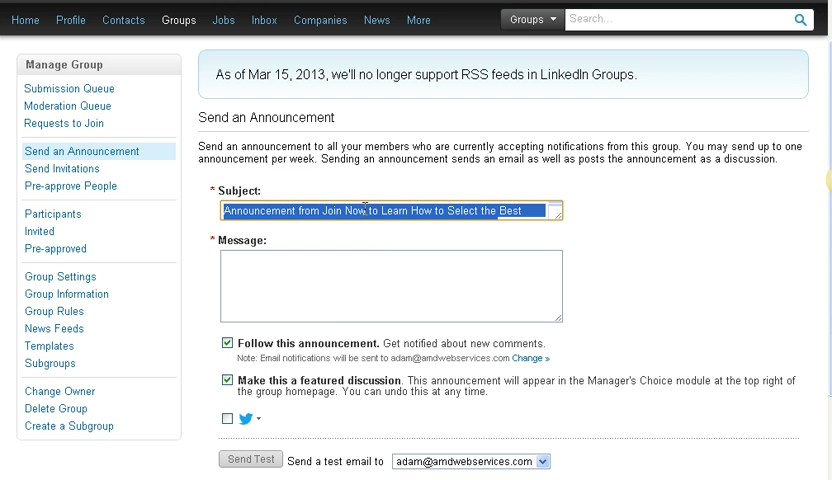 Home Profile Contacts Groups Jobs Inbox Companies News More Groups Search...
Manage Group
Submission Queue
Moderation Queue
Requests to Join
Send an Announcement
Send Invitations
Pre-approve People
Participants
Invited
Pre-approved
Group Settings
Group Information
Group Rules
News Feeds
Templates
Subgroups
Change Owner
Delete Group
Create a Subgroup
As of Mar 15, 2013, we'll no longer support RSS feeds in LinkedIn Groups.
Send an Announcement
Send an announcement to all your members who are currently accepting notifications from this group. You may send up to one
announcement per week. Sending an announcement sends an email as well as posts the announcement as a discussion.
* Subject:
Announcement from Join Now to Learn How to Select the Best
* Message:
Follow this announcement. Get notified about new comments.
Note: Email notifications will be sent to adam@amdwebservices.com Change »
Make this a featured discussion. This announcement will appear in the Manager's Choice module at the top right of
the group homepage. You can undo this at any time.
Send Test Send a test email to adam@amdwebservices.com